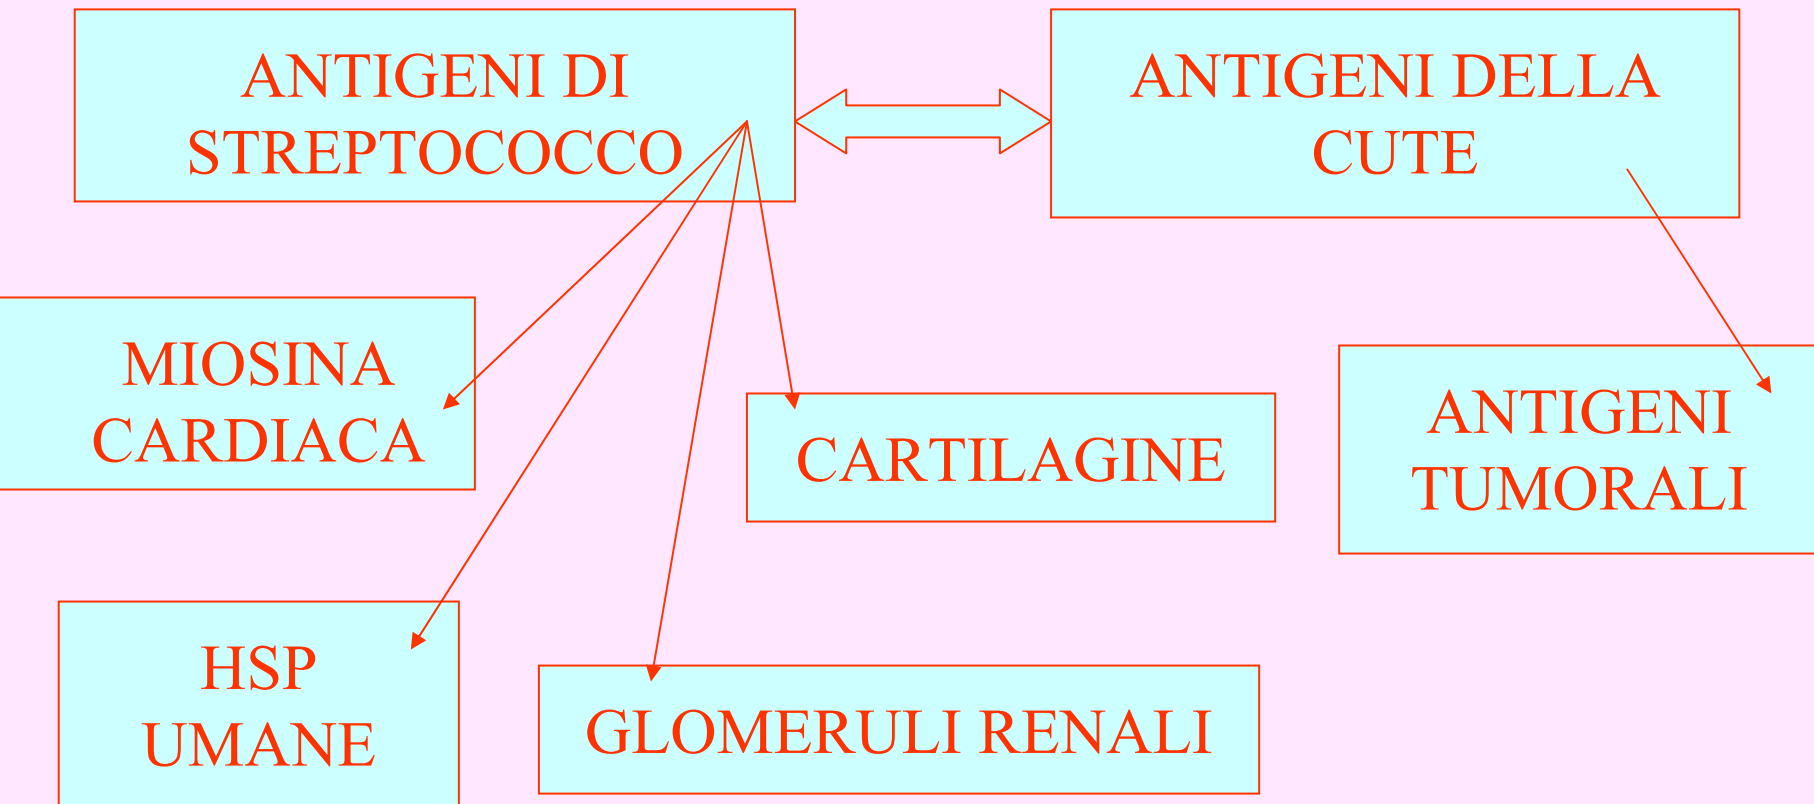 ANTIGENI DI
STREPTOCOCCO
ANTIGENI DELLA
CUTE
MIOSINA
CARDIACA
CARTILAGINE
ANTIGENI
TUMORALI
HSP
UMANE
GLOMERULI RENALI